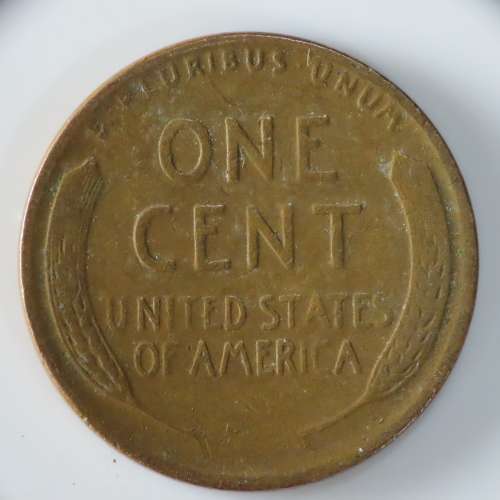 E PLURIBUS UNUM
ONE
CENT
UNITED STATES
OF AMERICA